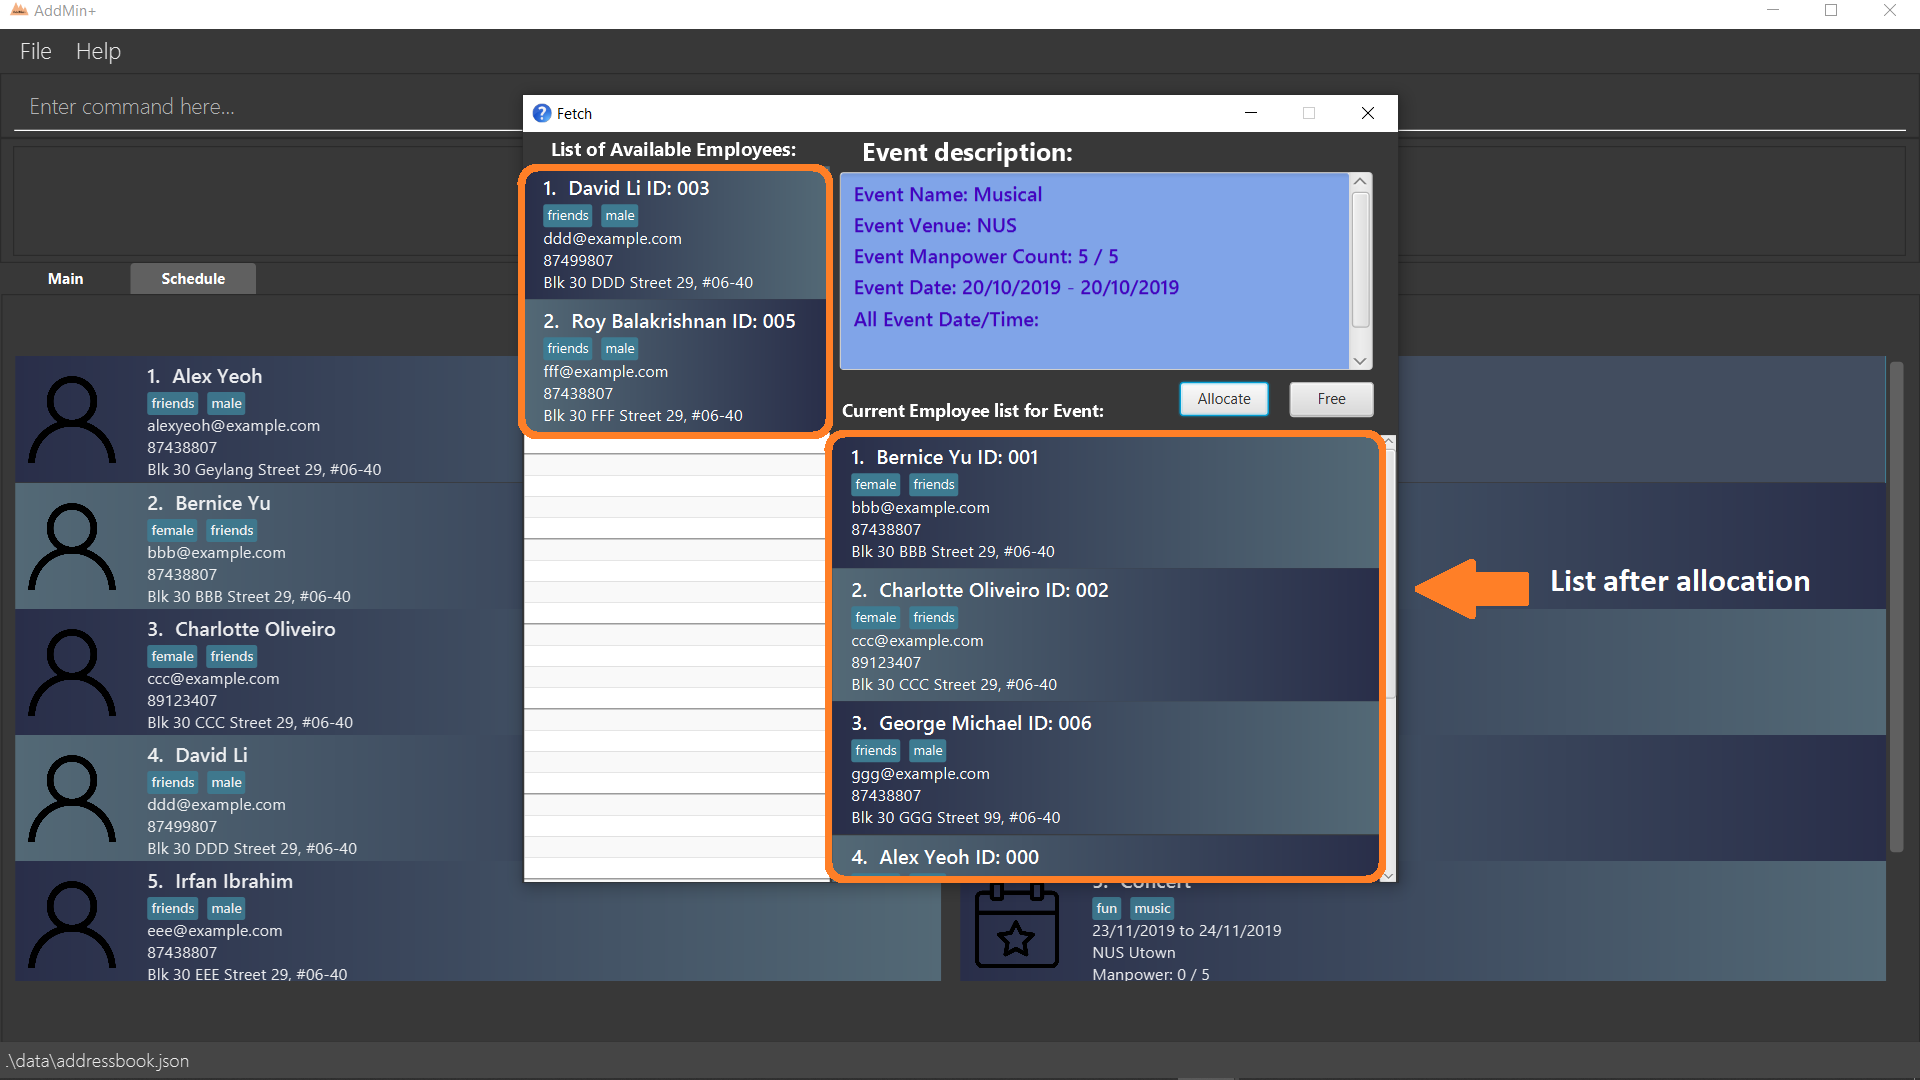 AddMin+
File Help
Enter command here...
Main Schedule
1. Alex Yeoh
friends male
alexyeoh@example.com
87438807
Blk 30 Geylang Street 29, #06-40
2. Bernice Yu
female friends
bbb@example.com
87438807
Blk 30 BBB Street 29, #06-40
3. Charlotte Oliveiro
female friends
ccc@example.com
89123407
Blk 30 CCC Street 29, #06-40
4. David Li
friends male
ddd@example.com
87499807
Blk 30 DDD Street 29, #06-40
5. Irfan Ibrahim
friends male
eee@example.com
87438807
Blk 30 EEE Street 29, #06-40
Fetch
List of Available Employees:
1. David Li ID: 003
friends male
ddd@example.com
87499807
Blk 30 DDD Street 29, #06-40
2. Roy Balakrishnan ID: 005
friends male
fff@example.com
87438807
Blk 30 FFF Street 29, #06-40
Event description:
Event Name: Musical
Event Venue: NUS
Event Manpower Count: 5 / 5
Event Date: 20/10/2019 - 20/10/2019
All Event Date/Time:
Allocate Free
Current Employee list for Event:
1. Bernice Yu ID: 001
female friends
bbb@example.com
87438807
Blk 30 BBB Street 29, #06-40
2. Charlotte Oliveiro ID: 002
female friends
ccc@example.com
89123407
Blk 30 CCC Street 29, #06-40
3. George Michael ID: 006
friends male
ggg@example.com
87438807
Blk 30 GGG Street 99, #06-40
4. Alex Yeoh ID: 000
List after allocation
5. Concert
fun music
23/11/2019 to 24/11/2019
NUS Utown
Manpower: 0 / 5
.\data\addressbook.json